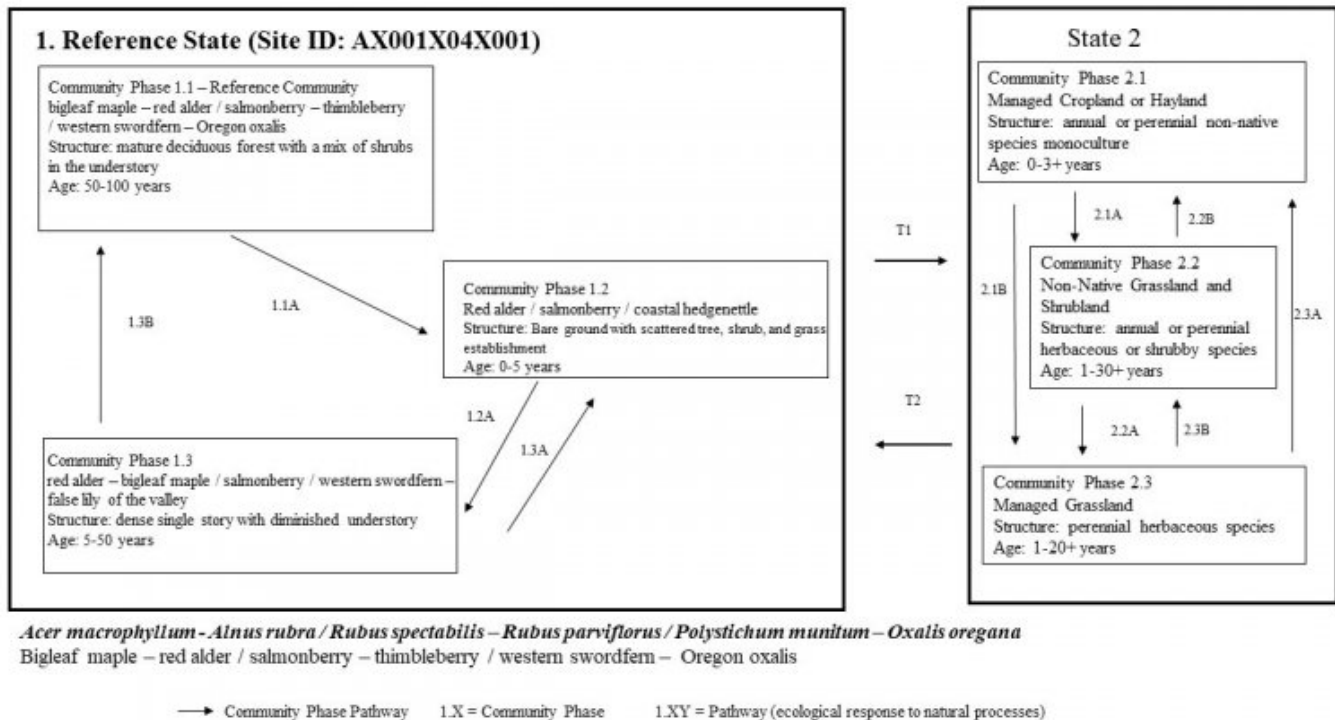 1. Reference State (Site ID: AX001X04X001)
Community Phase 1.1 – Reference Community
bigleaf maple – red alder / salmonberry – thimbleberry
/ western swordfern – Oregon oxalis
Structure: mature deciduous forest with a mix of shrubs
in the understory
Age: 50-100 years
1.3B
1.1A
Community Phase 1.2
Red alder / salmonberry / coastal hedgenettle
Structure: Bare ground with scattered tree, shrub, and grass
establishment
Age: 0-5 years
1.2A
1.3A
Community Phase 1.3
red alder – bigleaf maple / salmonberry / western swordfern –
false lily of the valley
Structure: dense single story with diminished understory
Age: 5-50 years
T1
T2
State 2
Community Phase 2.1
Managed Cropland or Hayland
Structure: annual or perennial non-native
species monoculture
Age: 0-3+ years
2.1A
2.2B
2.1B
2.3A
Community Phase 2.2
Non-Native Grassland and
Shrubland
Structure: annual or perennial
herbaceous or shrubby species
Age: 1-30+ years
2.2A
2.3B
Community Phase 2.3
Managed Grassland
Structure: perennial herbaceous species
Age: 1-20+ years
Acer macrophyllum - Alnus rubra / Rubus spectabilis – Rubus parviflorus / Polystichum munitum – Oxalis oregana
Bigleaf maple – red alder / salmonberry – thimbleberry / western swordfern – Oregon oxalis
Community Phase Pathway 1.X = Community Phase 1.XY = Pathway (ecological response to natural processes)